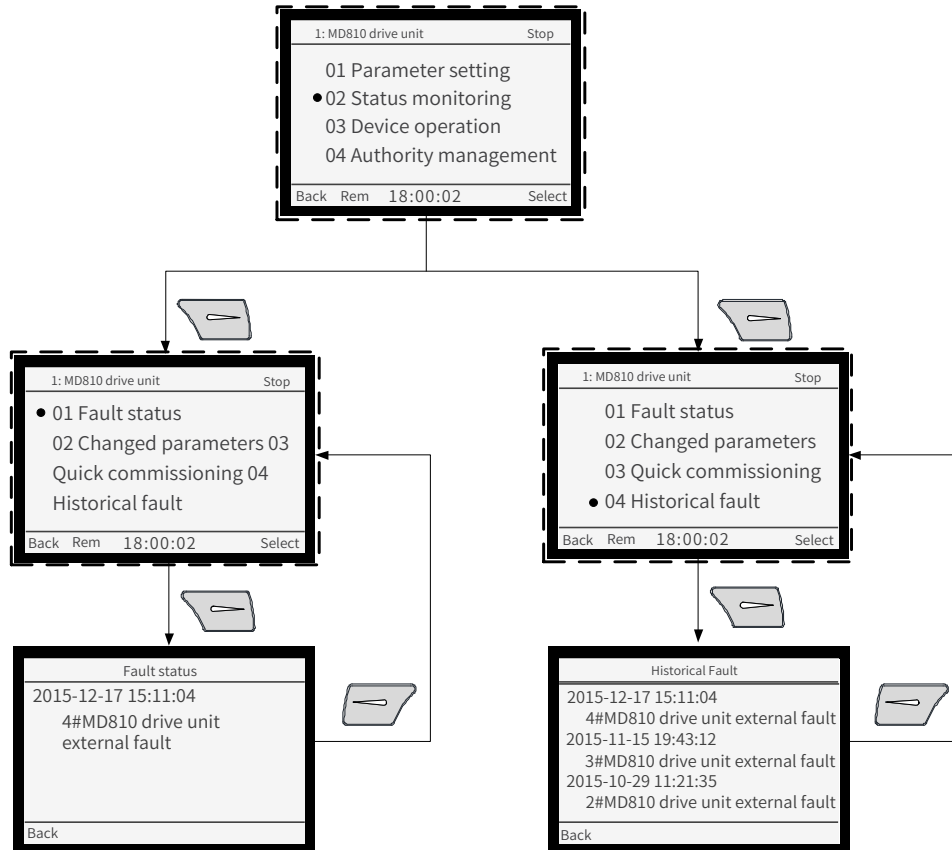 1: MD810 drive unit Stop
01 Parameter setting
02 Status monitoring
03 Device operation
04 Authority management
Back Rem 18:00:02 Select
1: MD810 drive unit Stop
01 Fault status
02 Changed parameters 03
Quick commissioning 04
Historical fault
Back Rem 18:00:02 Select
1: MD810 drive unit Stop
01 Fault status
02 Changed parameters
03 Quick commissioning
04 Historical fault
Back Rem 18:00:02 Select
Fault status
2015-12-17 15:11:04
4#MD810 drive unit
external fault
Back
Historical Fault
2015-12-17 15:11:04
4#MD810 drive unit external fault
2015-11-15 19:43:12
3#MD810 drive unit external fault
2015-10-29 11:21:35
2#MD810 drive unit external fault
Back